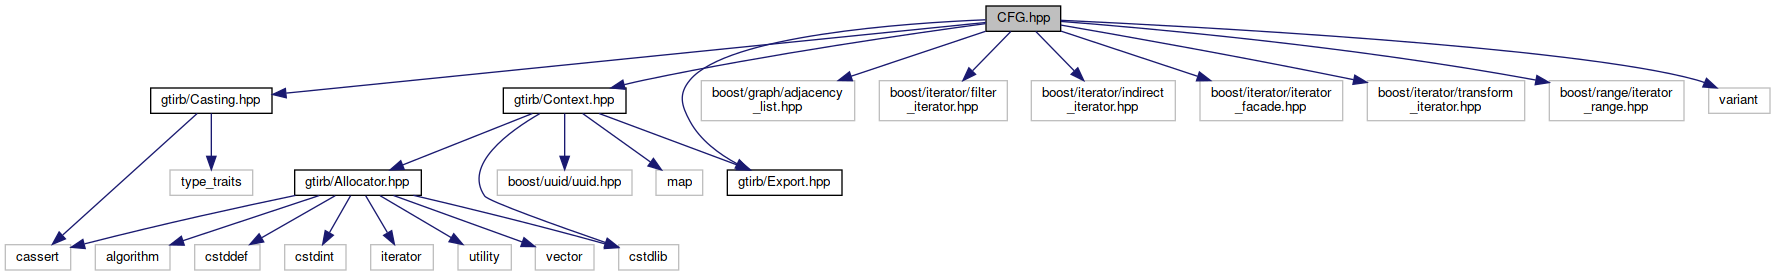 CFG.hpp
gtirb/Casting.hpp
gtirb/Context.hpp
boost/graph/adjacency
_list.hpp
boost/iterator/filter
_iterator.hpp
boost/iterator/indirect
_iterator.hpp
boost/iterator/iterator
_facade.hpp
boost/iterator/transform
_iterator.hpp
boost/range/iterator
_range.hpp
variant
type_traits
gtirb/Allocator.hpp
boost/uuid/uuid.hpp
map
gtirb/Export.hpp
cassert
algorithm
cstddef
cstdint
iterator
utility
vector
cstdlib